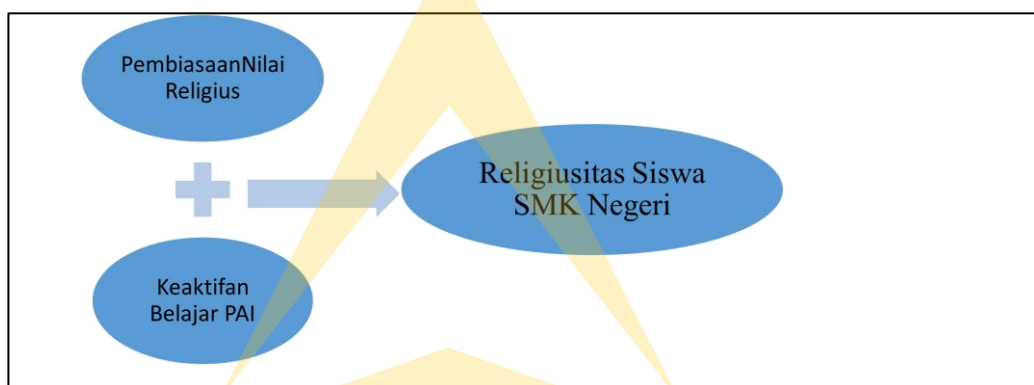 PembiasaanNilai
Religius
Religiusitas Siswa
SMK Negeri
Keaktifan
Belajar PAI